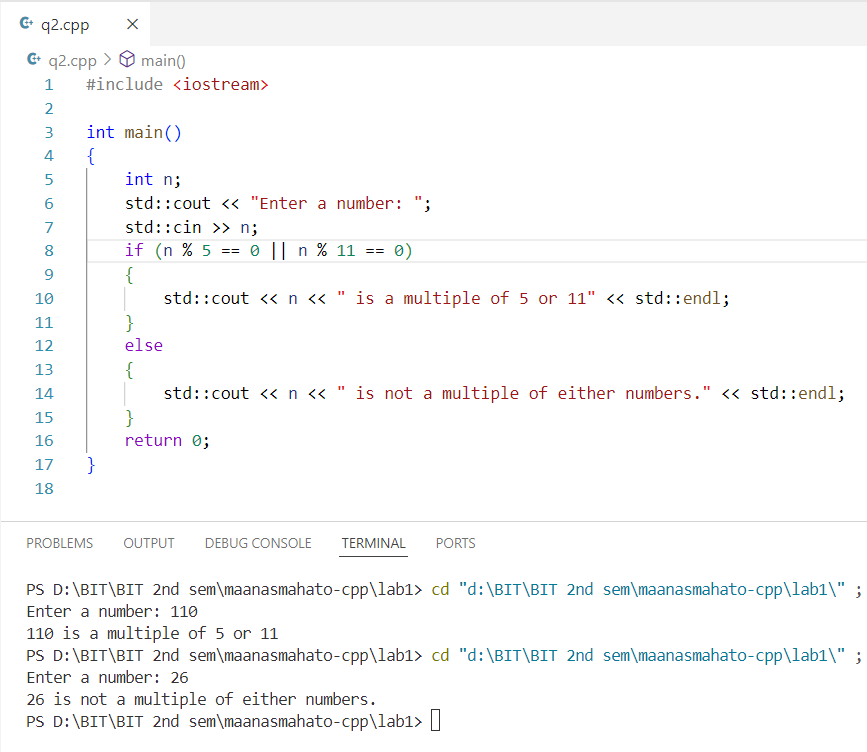 q2.cpp
q2.cpp > main()
1 #include <iostream>
2
3 int main()
4 {
5     int n;
6     std::cout << "Enter a number: ";
7     std::cin >> n;
8     if (n % 5 == 0 || n % 11 == 0)
9     {
10         std::cout << n << " is a multiple of 5 or 11" << std::endl;
11     }
12     else
13     {
14         std::cout << n << " is not a multiple of either numbers." << std::endl;
15     }
16     return 0;
17 }
18
PROBLEMS OUTPUT DEBUG CONSOLE TERMINAL PORTS
PS D:\BIT\BIT 2nd sem\maanasmahato-cpp\lab1> cd "d:\BIT\BIT 2nd sem\maanasmahato-cpp\lab1\" ;
Enter a number: 110
110 is a multiple of 5 or 11
PS D:\BIT\BIT 2nd sem\maanasmahato-cpp\lab1> cd "d:\BIT\BIT 2nd sem\maanasmahato-cpp\lab1\" ;
Enter a number: 26
26 is not a multiple of either numbers.
PS D:\BIT\BIT 2nd sem\maanasmahato-cpp\lab1>